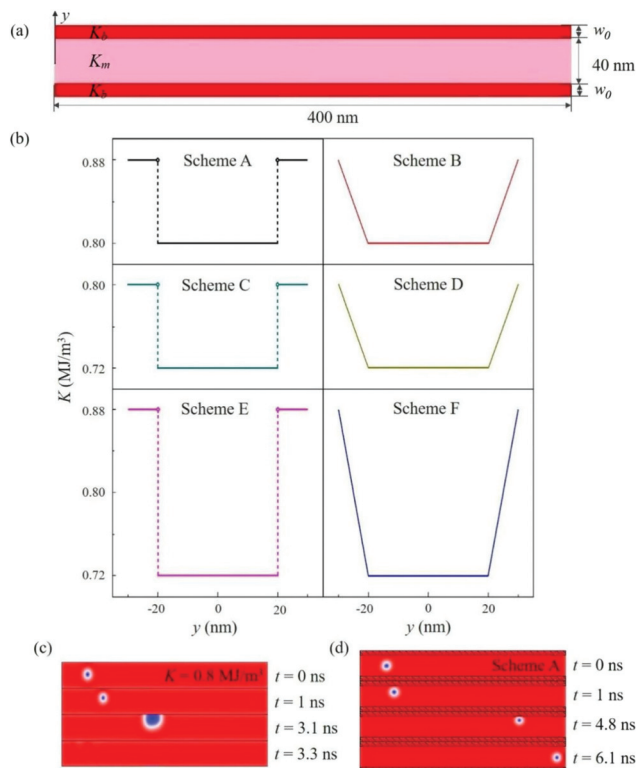 (a)
y
K_b
w_0
K_m
40 nm
K_b
w_0
400 nm
(b)
0.88
Scheme A
Scheme B
0.80
0.80
Scheme C
Scheme D
0.72
K (MJ/m³)
0.88
Scheme E
Scheme F
0.80
0.72
-20 0 20 -20 0 20
y (nm) y (nm)
(c)
K = 0.8 MJ/m³
t = 0 ns
t = 1 ns
t = 3.1 ns
t = 3.3 ns
(d)
Scheme A
t = 0 ns
t = 1 ns
t = 4.8 ns
t = 6.1 ns